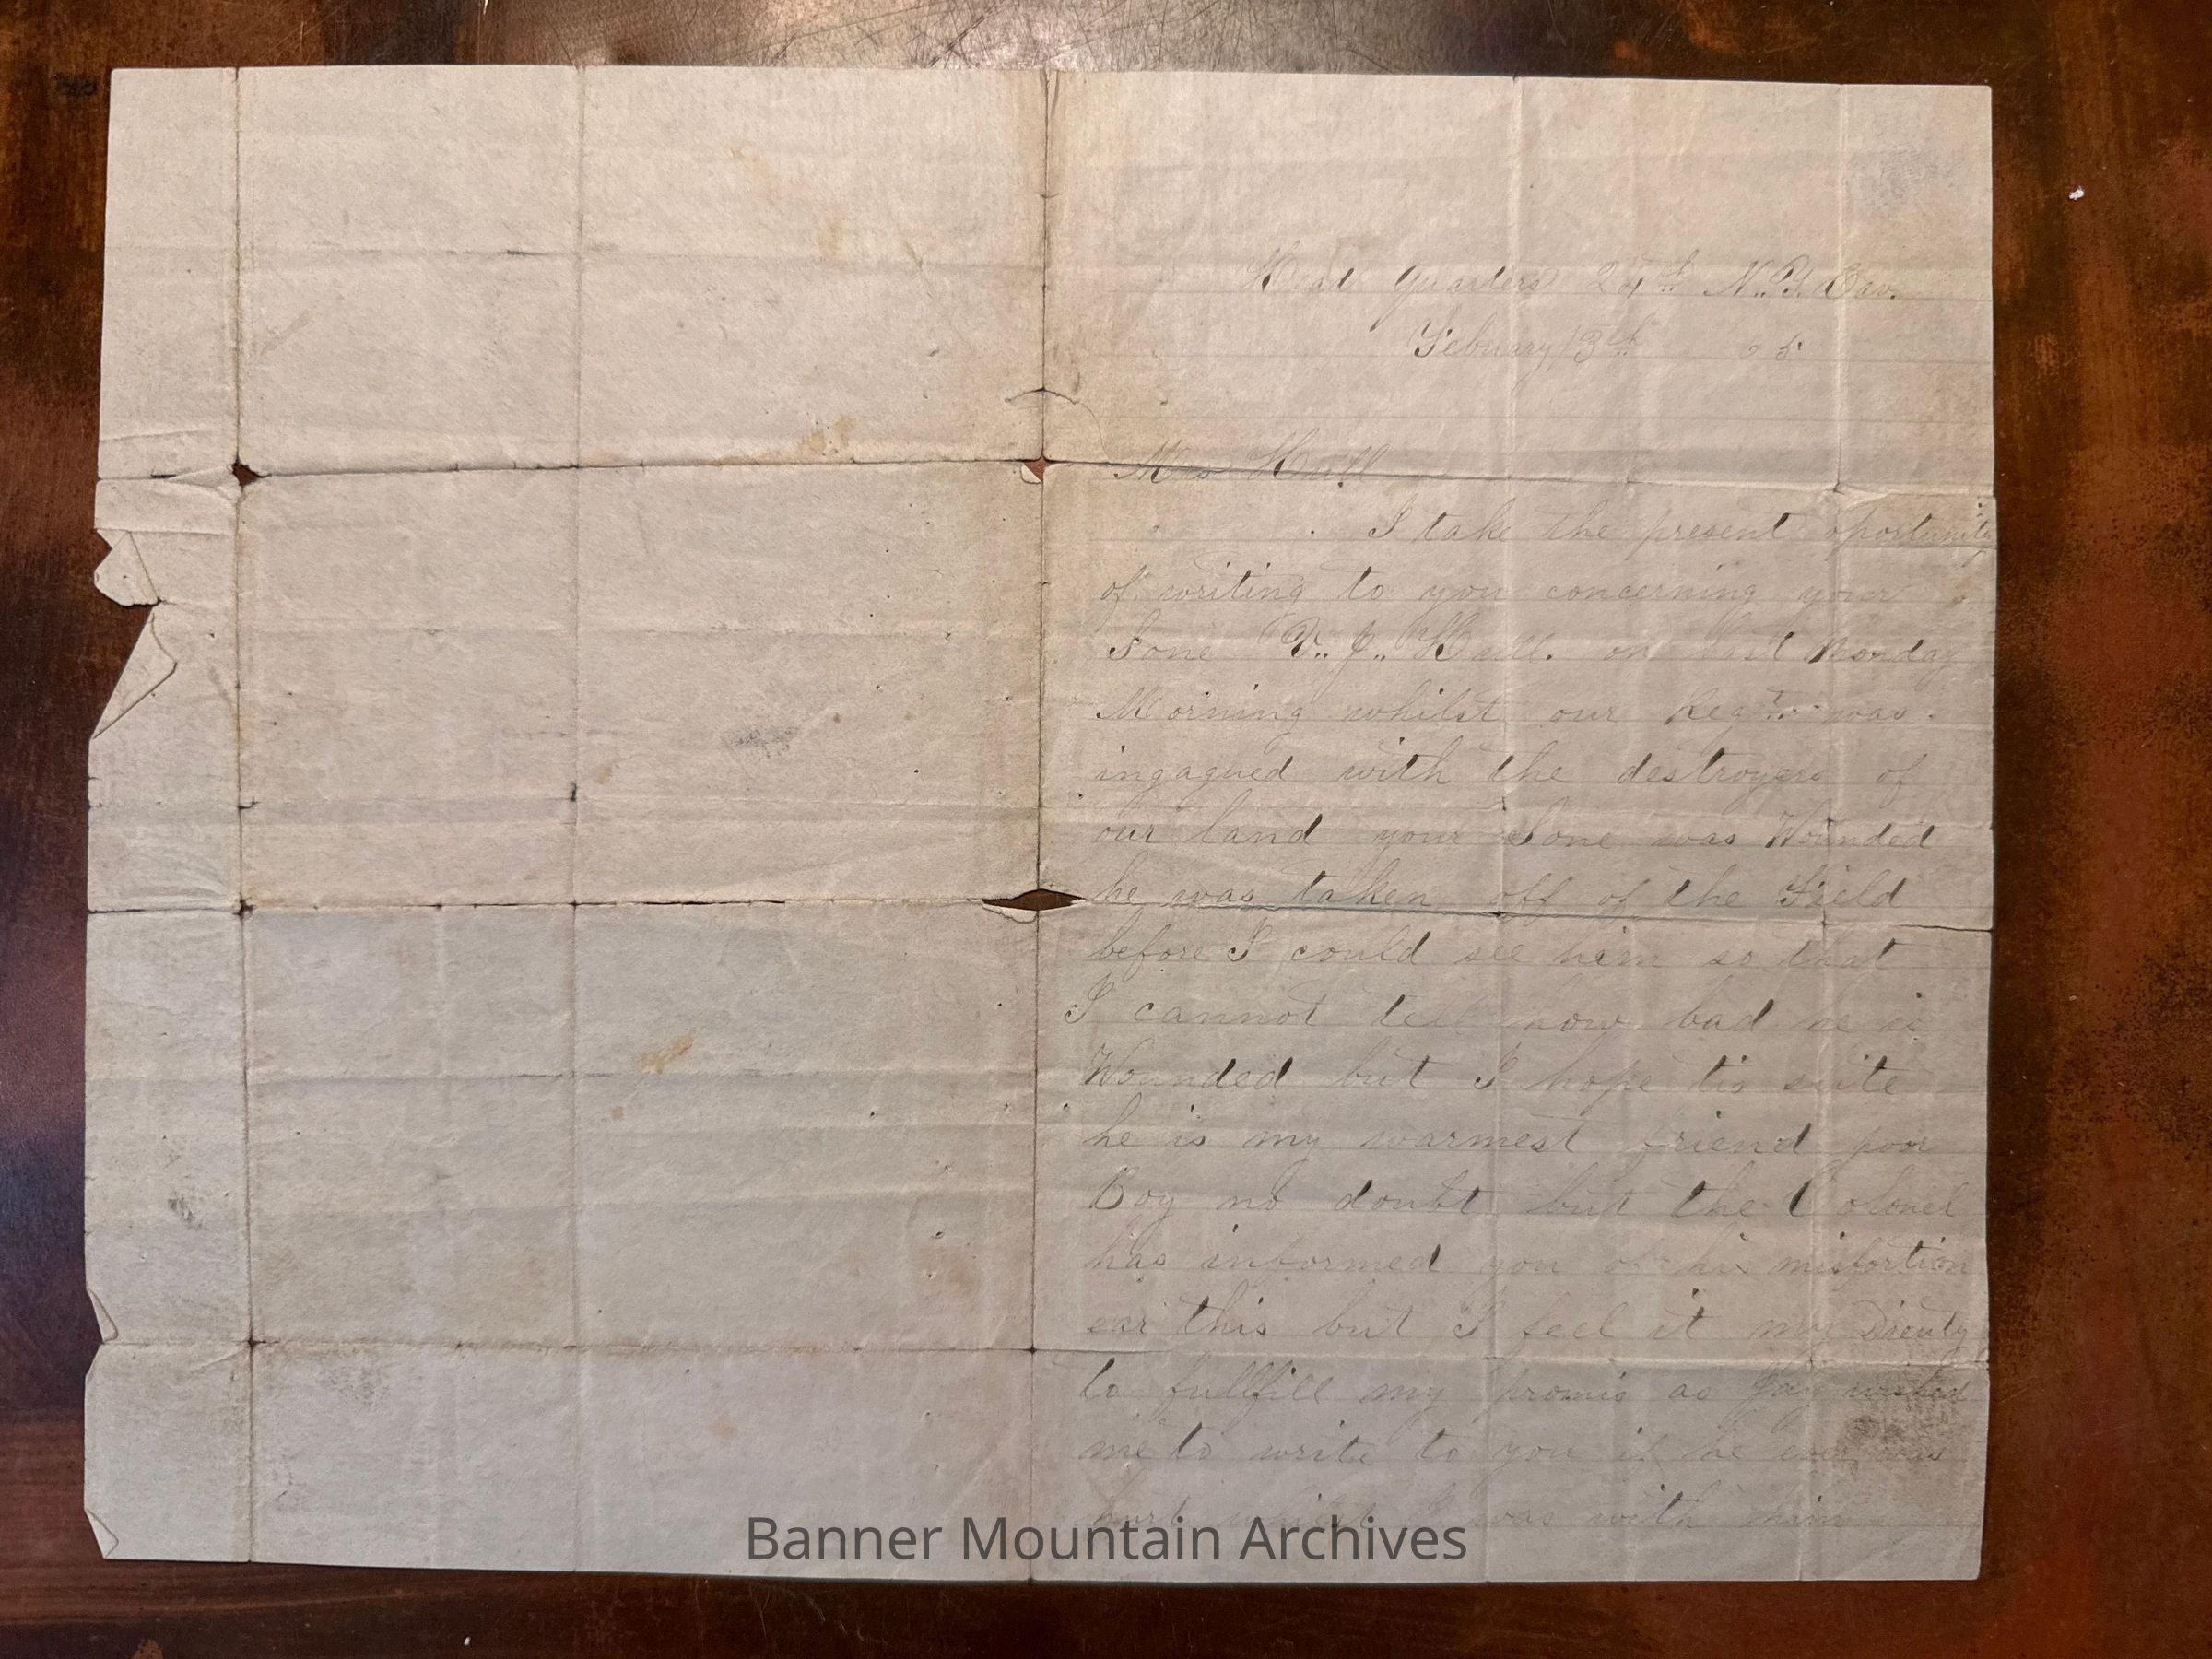 Head Quarters 24th N.Y. Cav.
Feburary 13th 65
Mrs Hall
I take the present oportunity
of writing to you concerning your
Sone J. Hall. on last Monday
Morning whilst our Regt. was
ingagued with the destroyers of
our land your Sone was Wounded
he was taken off of the Field
before I could see him so that
I cannot tell how bad he is
Wounded but I hope tis slite
he is my warmest friend poor
Boy no doubt but the Colonel
has informed you of his misfortion
ear this but I feel it my Dieuty
to fullfill my promis as Jay wished
me to write to you if he ever was
hurt whilst I was with him
Banner Mountain Archives